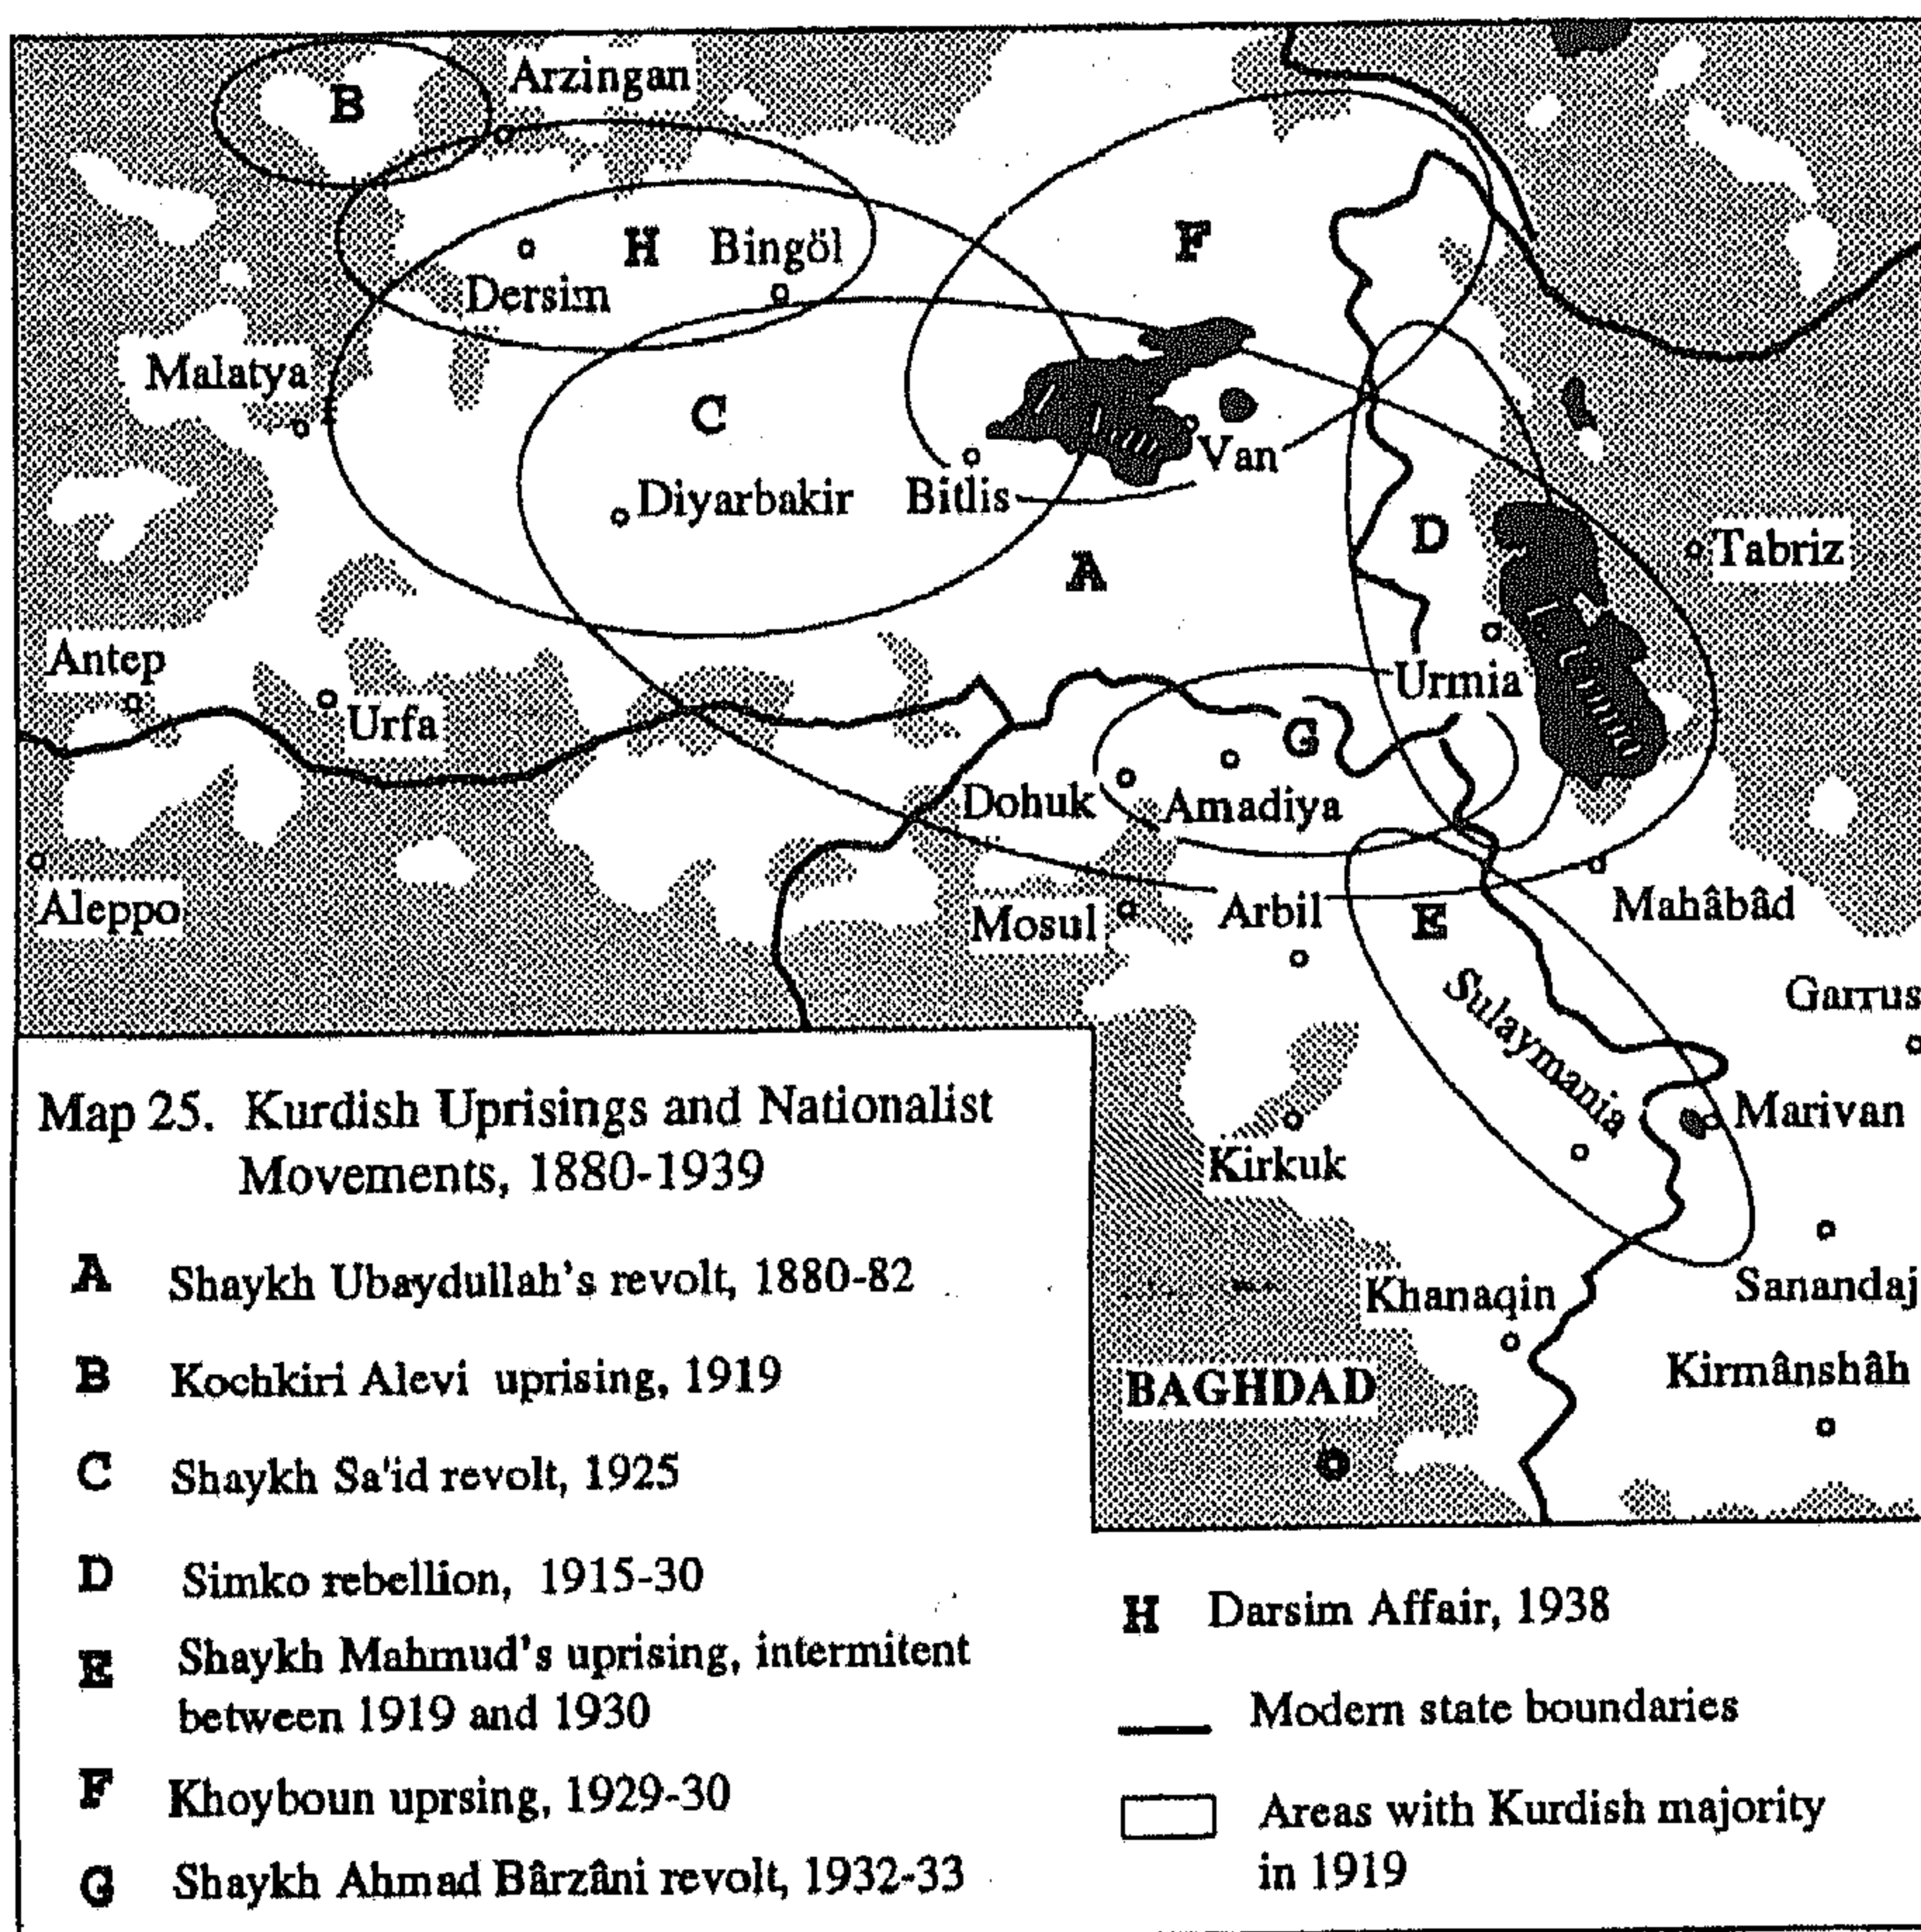 Arzingan
B
H Bingöl
Dersim
F
Malatya
C
Van
Diyarbakir
Bitlis
D
Tabriz
A
Antep
Urfa
Urmia
G
Dohuk
Amadiya
Aleppo
Mosul
Arbil
E
Mahâbâd
Sulaymania
Garrus
Marivan
Kirkuk
Khanaqin
Sanandaj
BAGHDAD
Kirmânshâh
Map 25. Kurdish Uprisings and Nationalist
Movements, 1880-1939
A Shaykh Ubaydullah's revolt, 1880-82
B Kochkiri Alevi uprising, 1919
C Shaykh Sa'id revolt, 1925
D Simko rebellion, 1915-30
E Shaykh Mahmud's uprising, intermitent
between 1919 and 1930
F Khoyboun uprsing, 1929-30
G Shaykh Ahmad Bârzâni revolt, 1932-33
H Darsim Affair, 1938
Modern state boundaries
Areas with Kurdish majority
in 1919